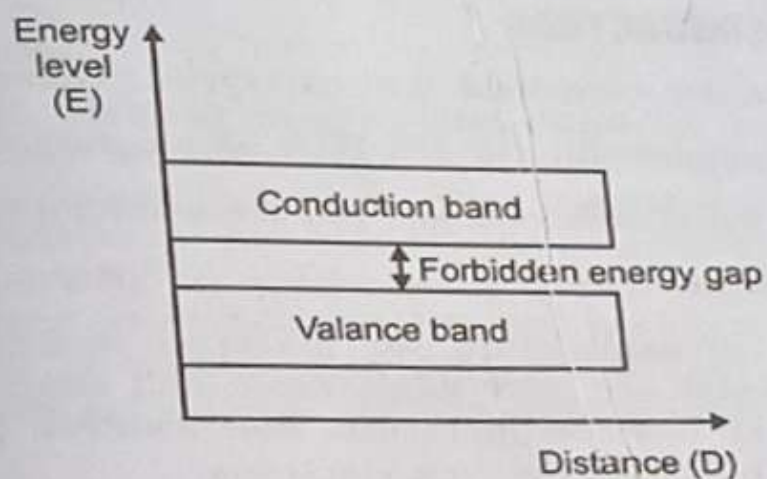 Energy
level
(E)
Conduction band
Forbidden energy gap
Valance band
Distance (D)